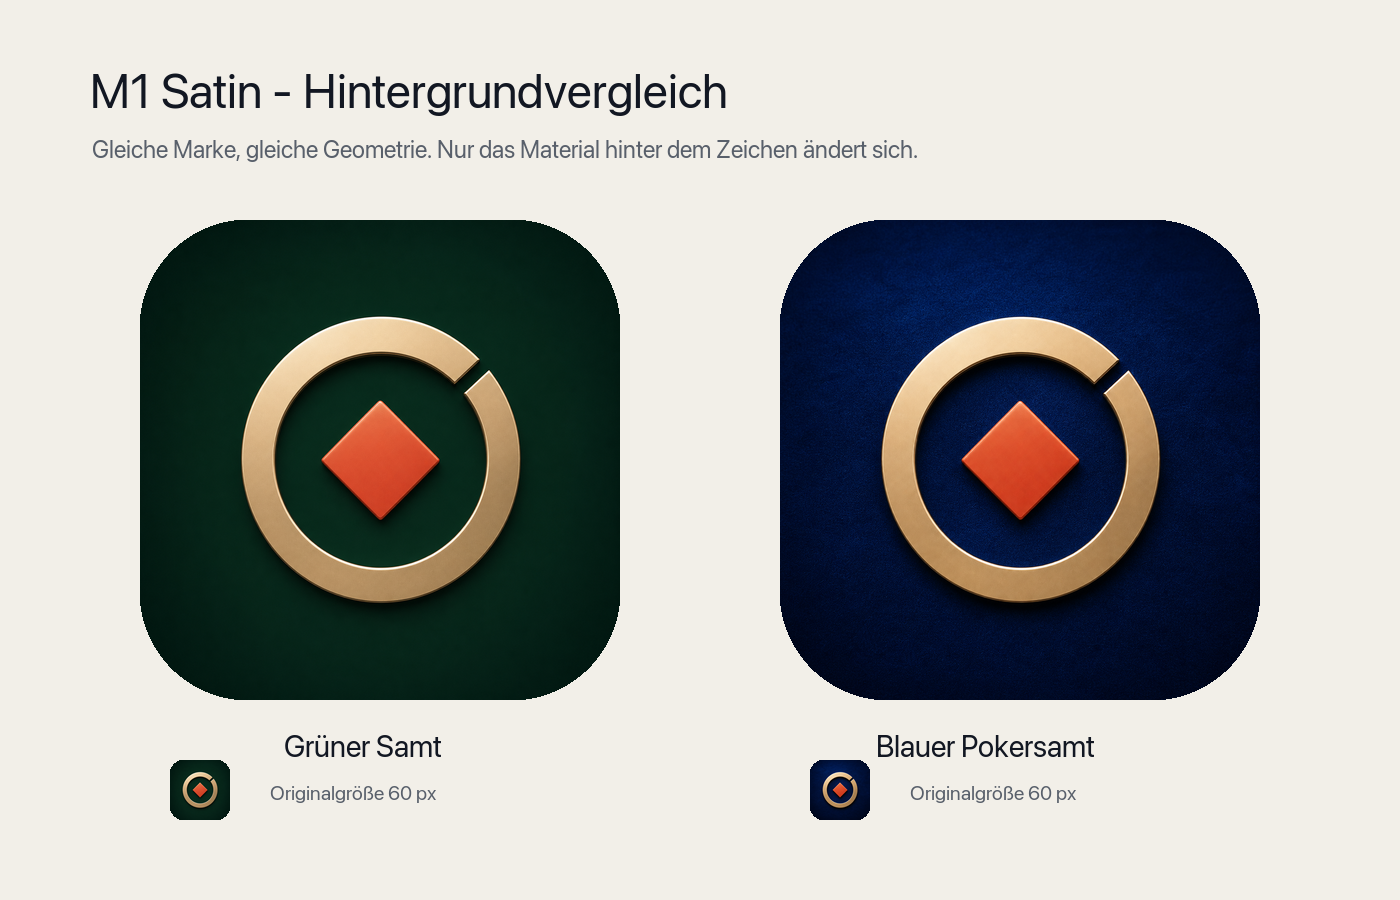 M1 Satin - Hintergrundvergleich
Gleiche Marke, gleiche Geometrie. Nur das Material hinter dem Zeichen ändert sich.
Grüner Samt
Originalgröße 60 px
Blauer Pokersamt
Originalgröße 60 px